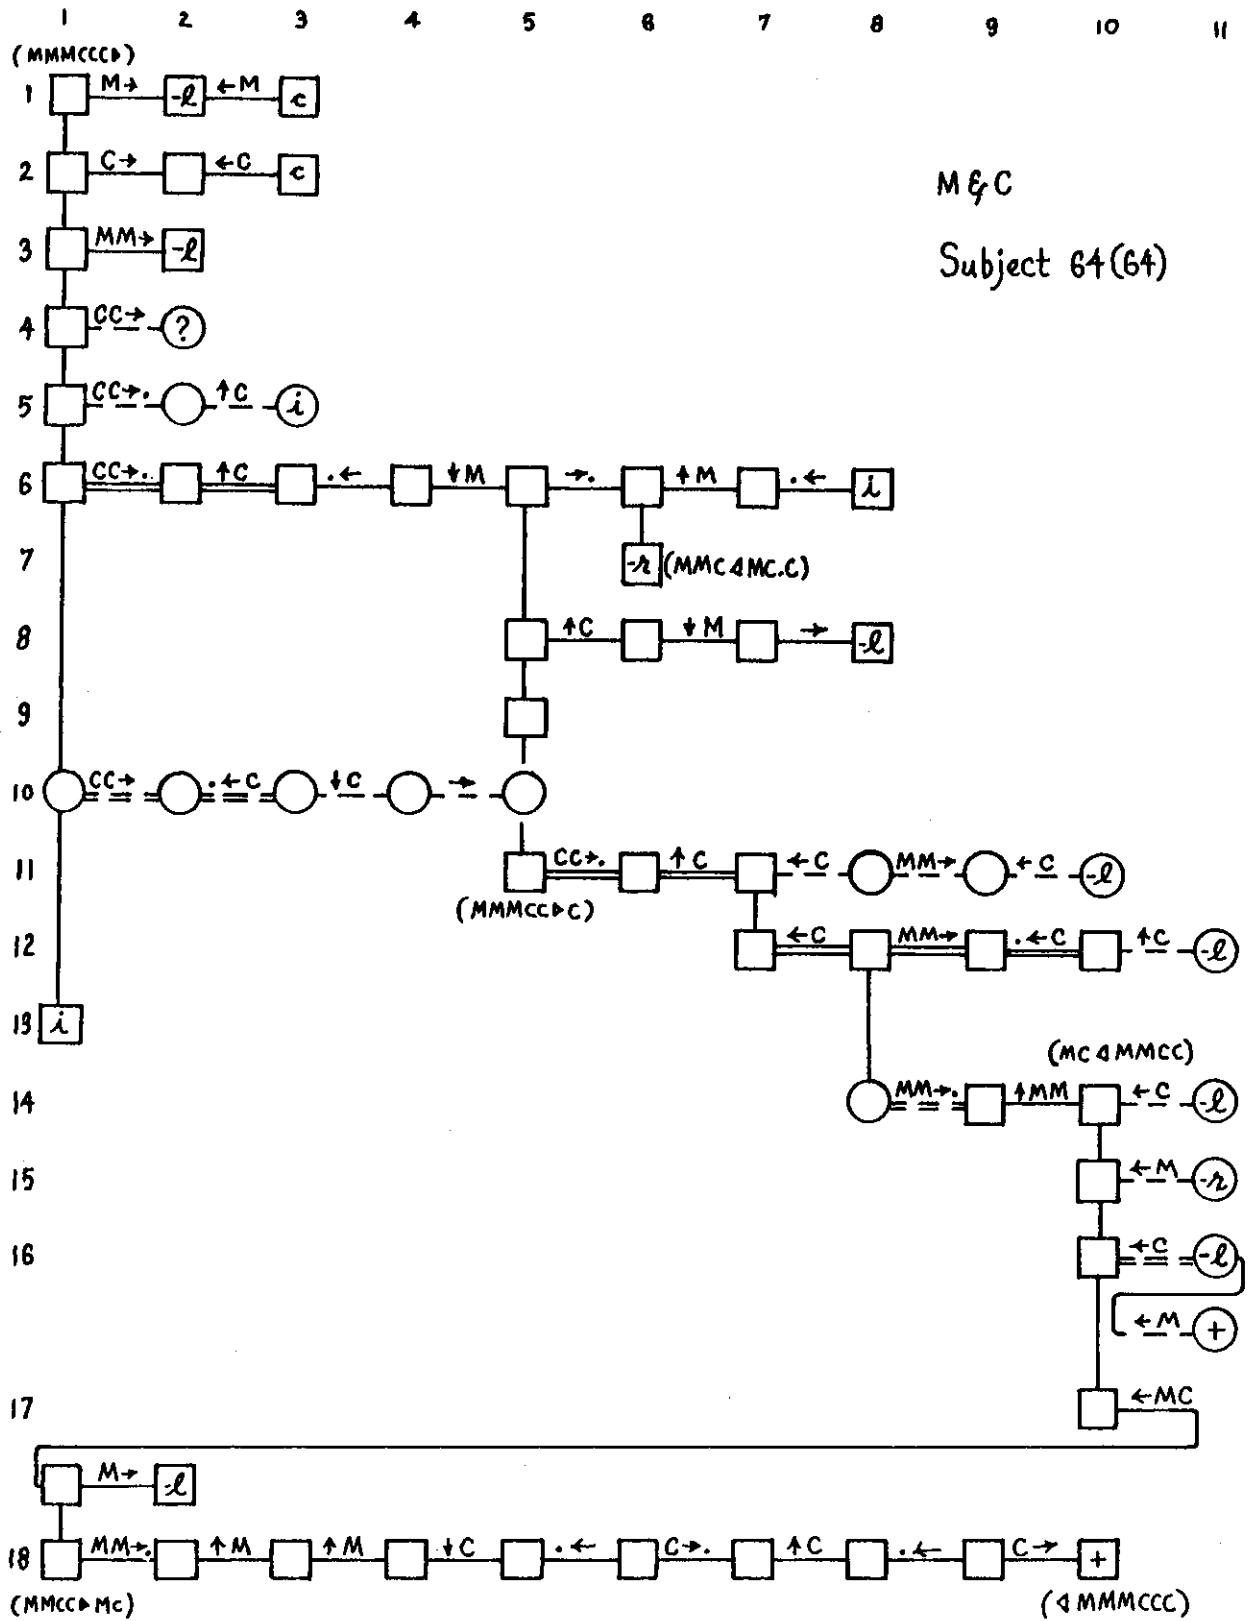 1 2 3 4 5 6 7 8 9 10 11
(MMMCCC▷)
1 M→ -l ←M c
2 C→ ←C c
M & C
3 MM→ -l
Subject 64(64)
4 CC→ ?
5 CC→. ↑C i
6 CC→. ↑C .← ↓M →. ↑M .← i
7 -r (MMC◁MC.C)
8 ↑C ↓M → -l
9
10 CC→ .←C ↓C →
11 CC→. ↑C ←C MM→ ←C -l
(MMMCC▷C)
12 ←C MM→ .←C ↑C -l
13 i
(MC◁MMCC)
14 MM→. ↑MM ←C -l
15 ←M -r
16 ←C -l
←M +
17 ←MC
M→ -l
18 MM→. ↑M ↑M ↓C .← C→. ↑C .← C→ +
(MMCC▷MC) (◁MMMCCC)